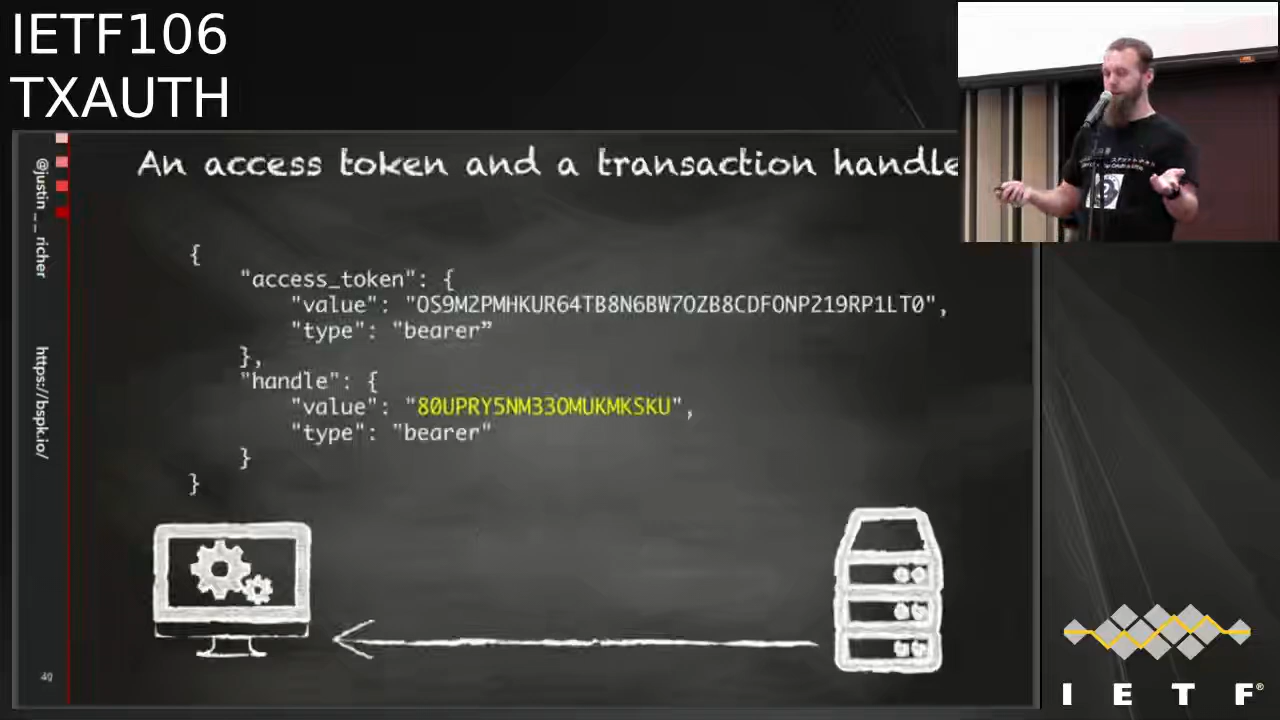 IETF106
TXAUTH
An access token and a transaction handle
@justin__richer
https://bspk.io/
{
"access_token": {
"value": "OS9M2PMHKUR64TB8N6BW7OZB8CDFONP219RP1LT0",
"type": "bearer”
},
"handle": {
"value": "80UPRY5NM33OMUKMKSKU",
"type": "bearer"
}
}
49
IETF®